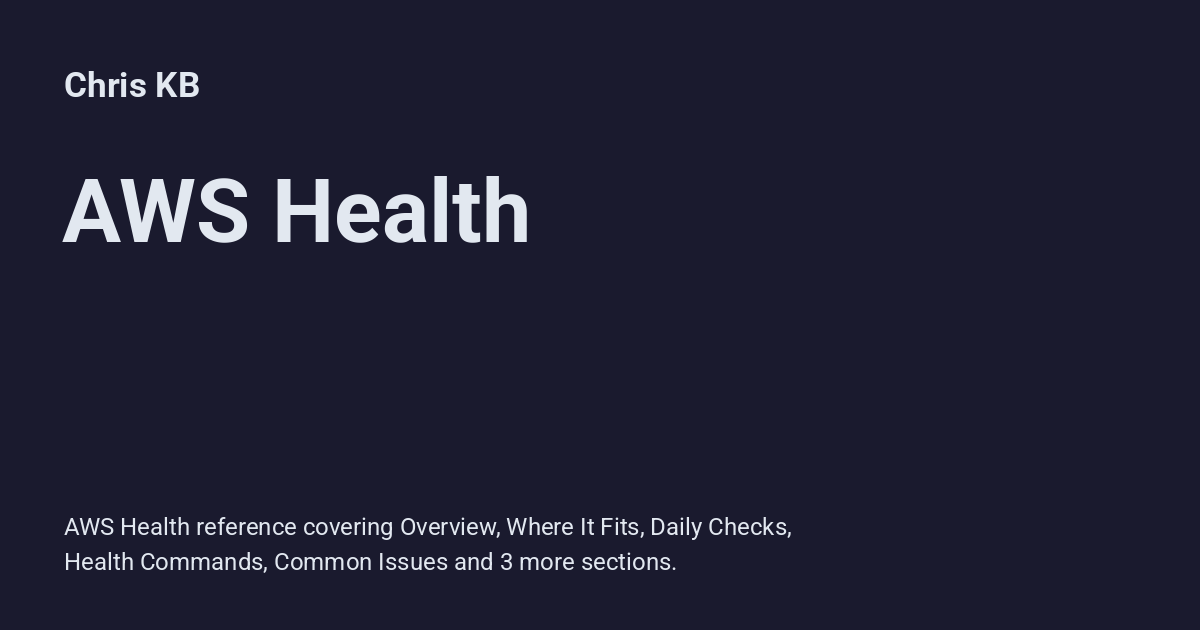 Chris KB
AWS Health
AWS Health reference covering Overview, Where It Fits, Daily Checks,
Health Commands, Common Issues and 3 more sections.